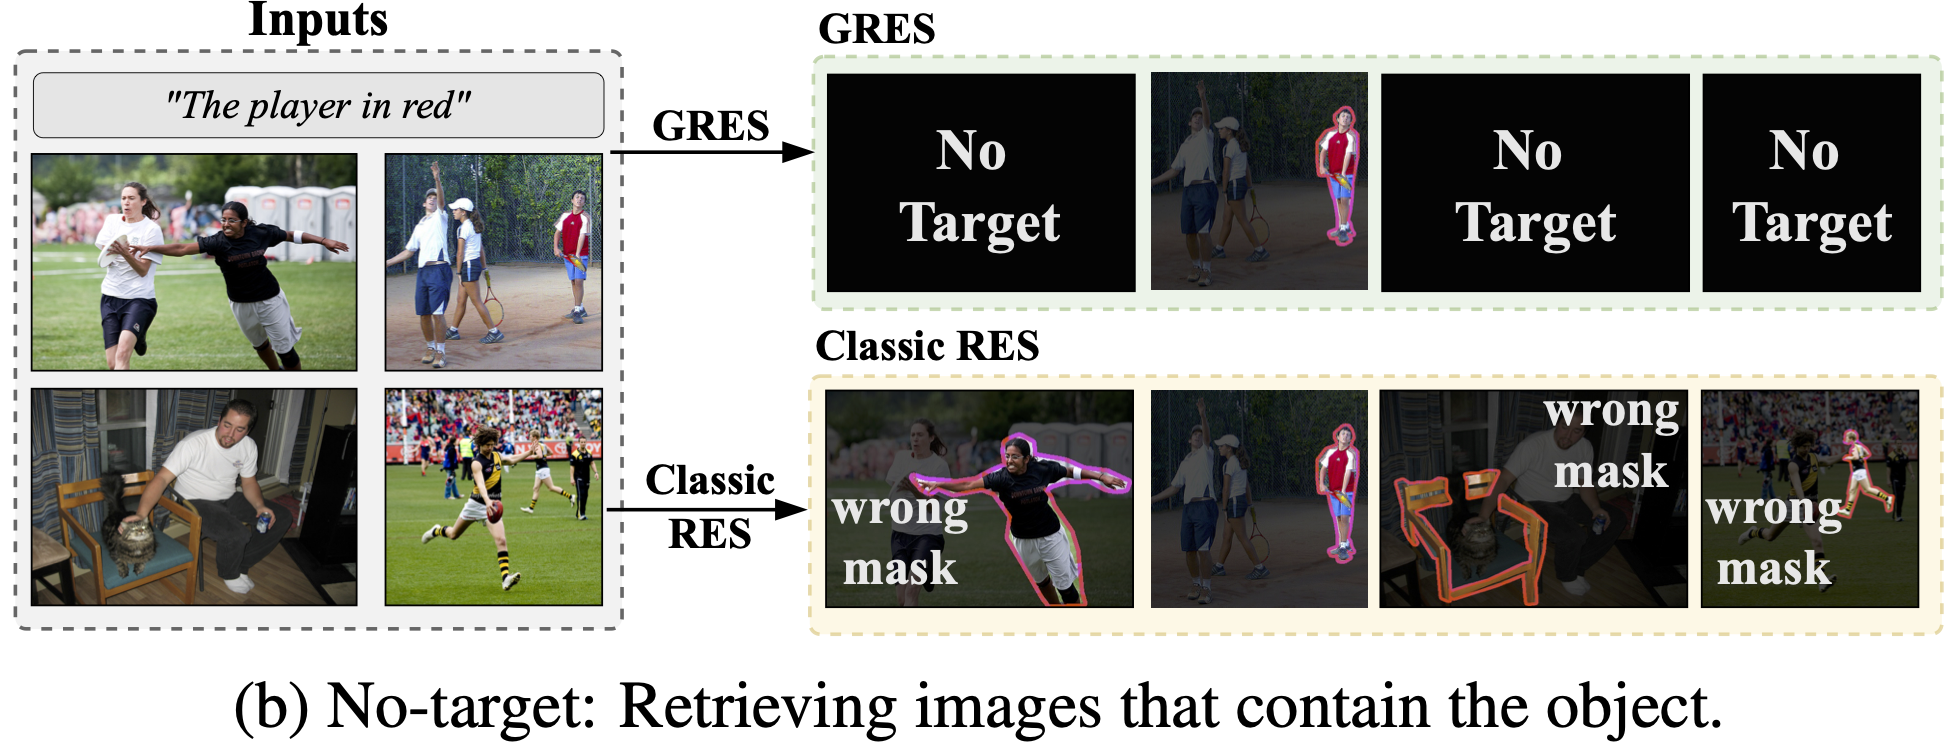 Inputs
"The player in red"
GRES
Classic
RES
GRES
No
Target
No
Target
No
Target
Classic RES
wrong
mask
wrong
mask
wrong
mask
(b) No-target: Retrieving images that contain the object.